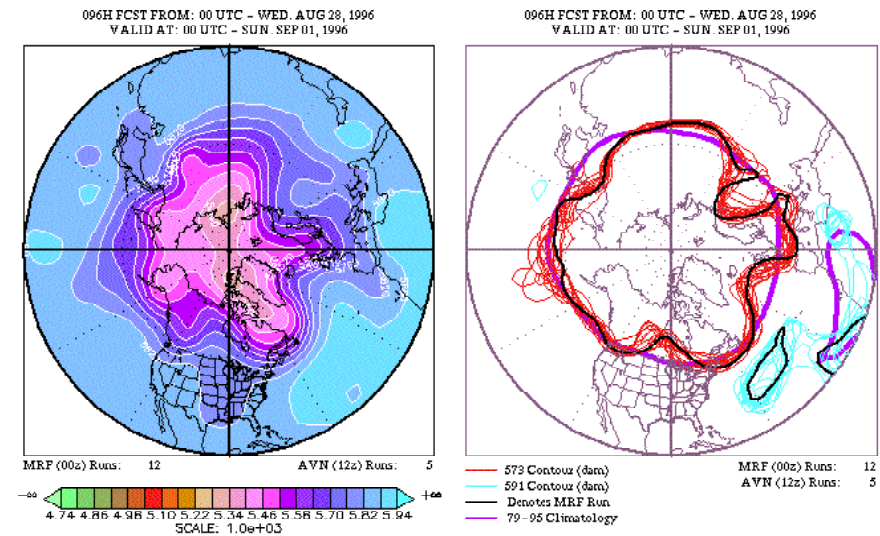 096H FCST FROM: 00 UTC – WED. AUG 28, 1996
VALID AT: 00 UTC – SUN. SEP 01, 1996
096H FCST FROM: 00 UTC – WED. AUG 28, 1996
VALID AT: 00 UTC – SUN. SEP 01, 1996
MRF (00z) Runs: 12
AVN (12z) Runs: 5
–∞ +∞
4.74 4.86 4.98 5.10 5.22 5.34 5.46 5.58 5.70 5.82 5.94
SCALE: 1.0e+03
573 Contour (dam)
591 Contour (dam)
Denotes MRF Run
79–95 Climatology
MRF (00z) Runs: 12
AVN (12z) Runs: 5